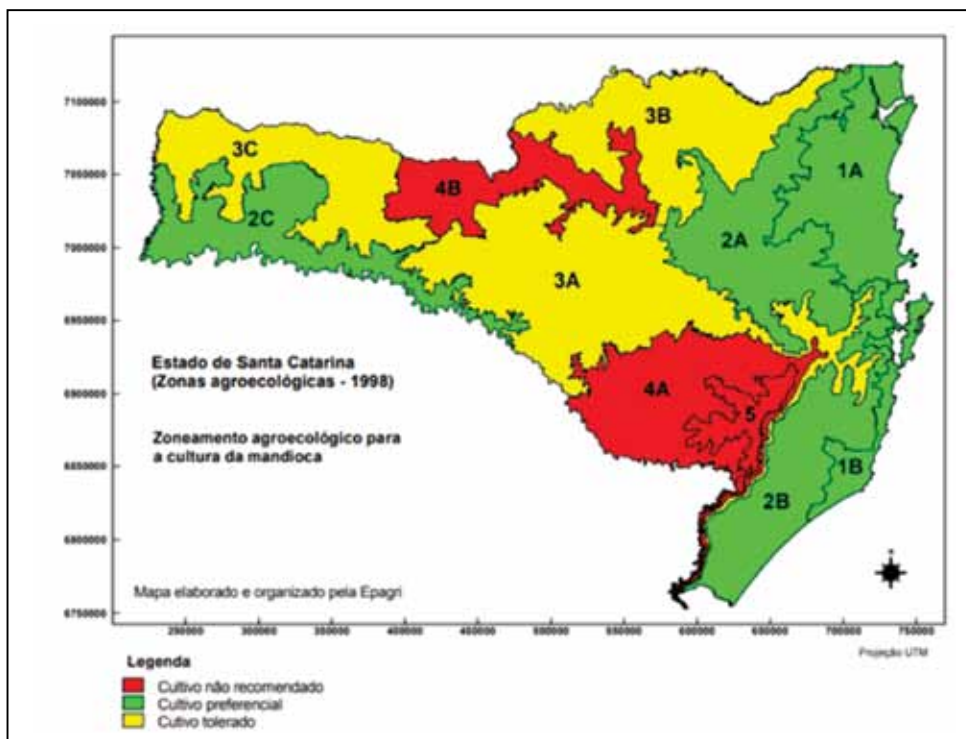 7100000
7050000
7000000
6950000
6900000
6850000
6800000
6750000
3B
3C
1A
4B
2C
2A
3A
Estado de Santa Catarina
(Zonas agroecológicas - 1998)
4A
5
Zoneamento agroecológico para
a cultura da mandioca
1B
2B
Mapa elaborado e organizado pela Epagri
250000 300000 350000 400000 450000 500000 550000 600000 650000 700000 750000
Projeção UTM
Legenda
Cultivo não recomendado
Cultivo preferencial
Cutivo tolerado